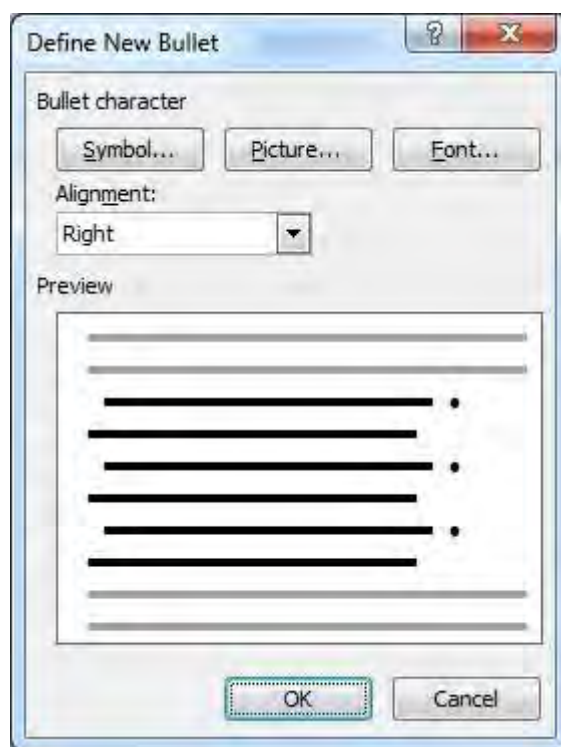 Define New Bullet
Bullet character
Symbol... Picture... Font...
Alignment:
Right
Preview
OK Cancel